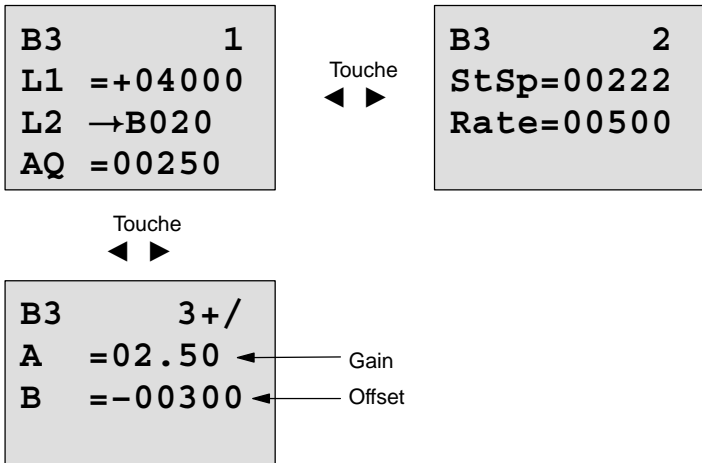 B3 1
L1 =+04000
L2 →B020
AQ =00250
Touche
◄ ►
B3 2
StSp=00222
Rate=00500
Touche
◄ ►
B3 3+/
A =02.50
B =-00300
Gain
Offset